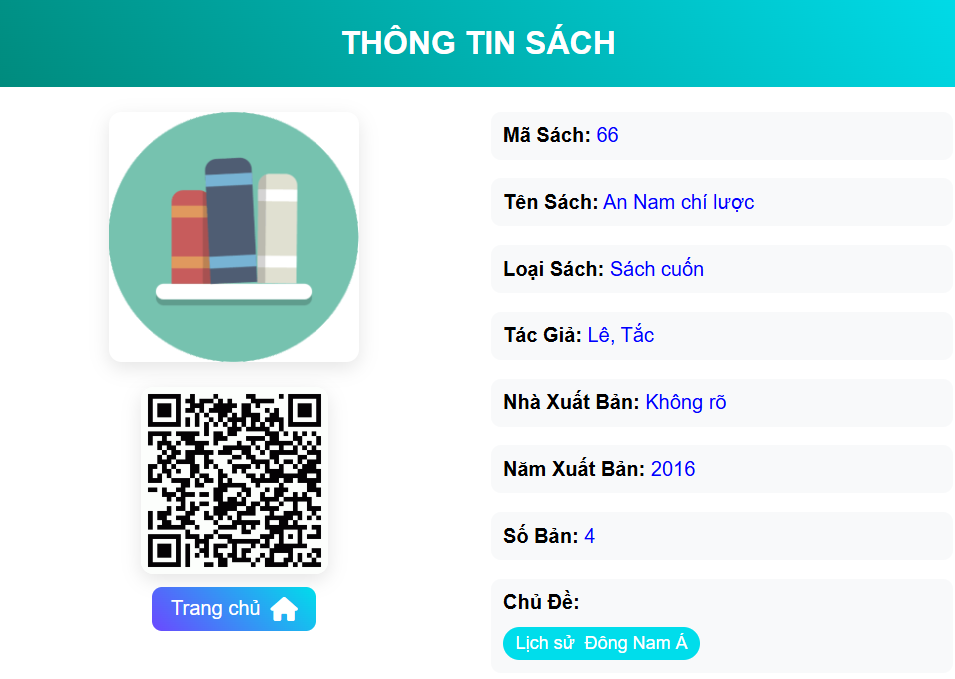 THÔNG TIN SÁCH
Mã Sách: 66
Tên Sách: An Nam chí lược
Loại Sách: Sách cuốn
Tác Giả: Lê, Tắc
Nhà Xuất Bản: Không rõ
Năm Xuất Bản: 2016
Số Bản: 4
Chủ Đề:
Lịch sử Đông Nam Á
Trang chủ